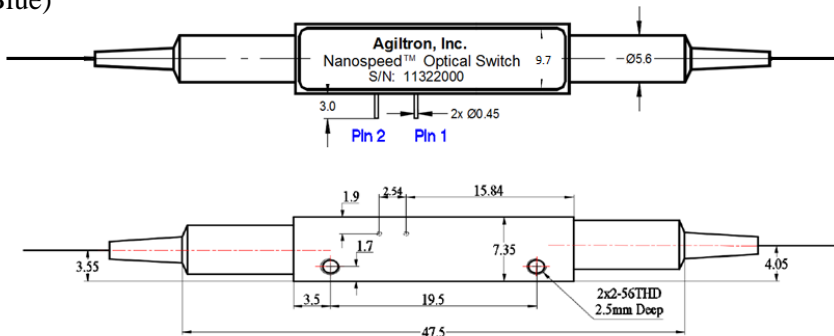 Blue)
Agiltron, Inc.
Nanospeed™ Optical Switch
S/N: 11322000
9.7
Ø5.6
3.0
2x Ø0.45
Pin 2
Pin 1
1.9
2.54
15.84
1.7
7.35
3.55
4.05
3.5
19.5
2x2-56THD
2.5mm Deep
47.5